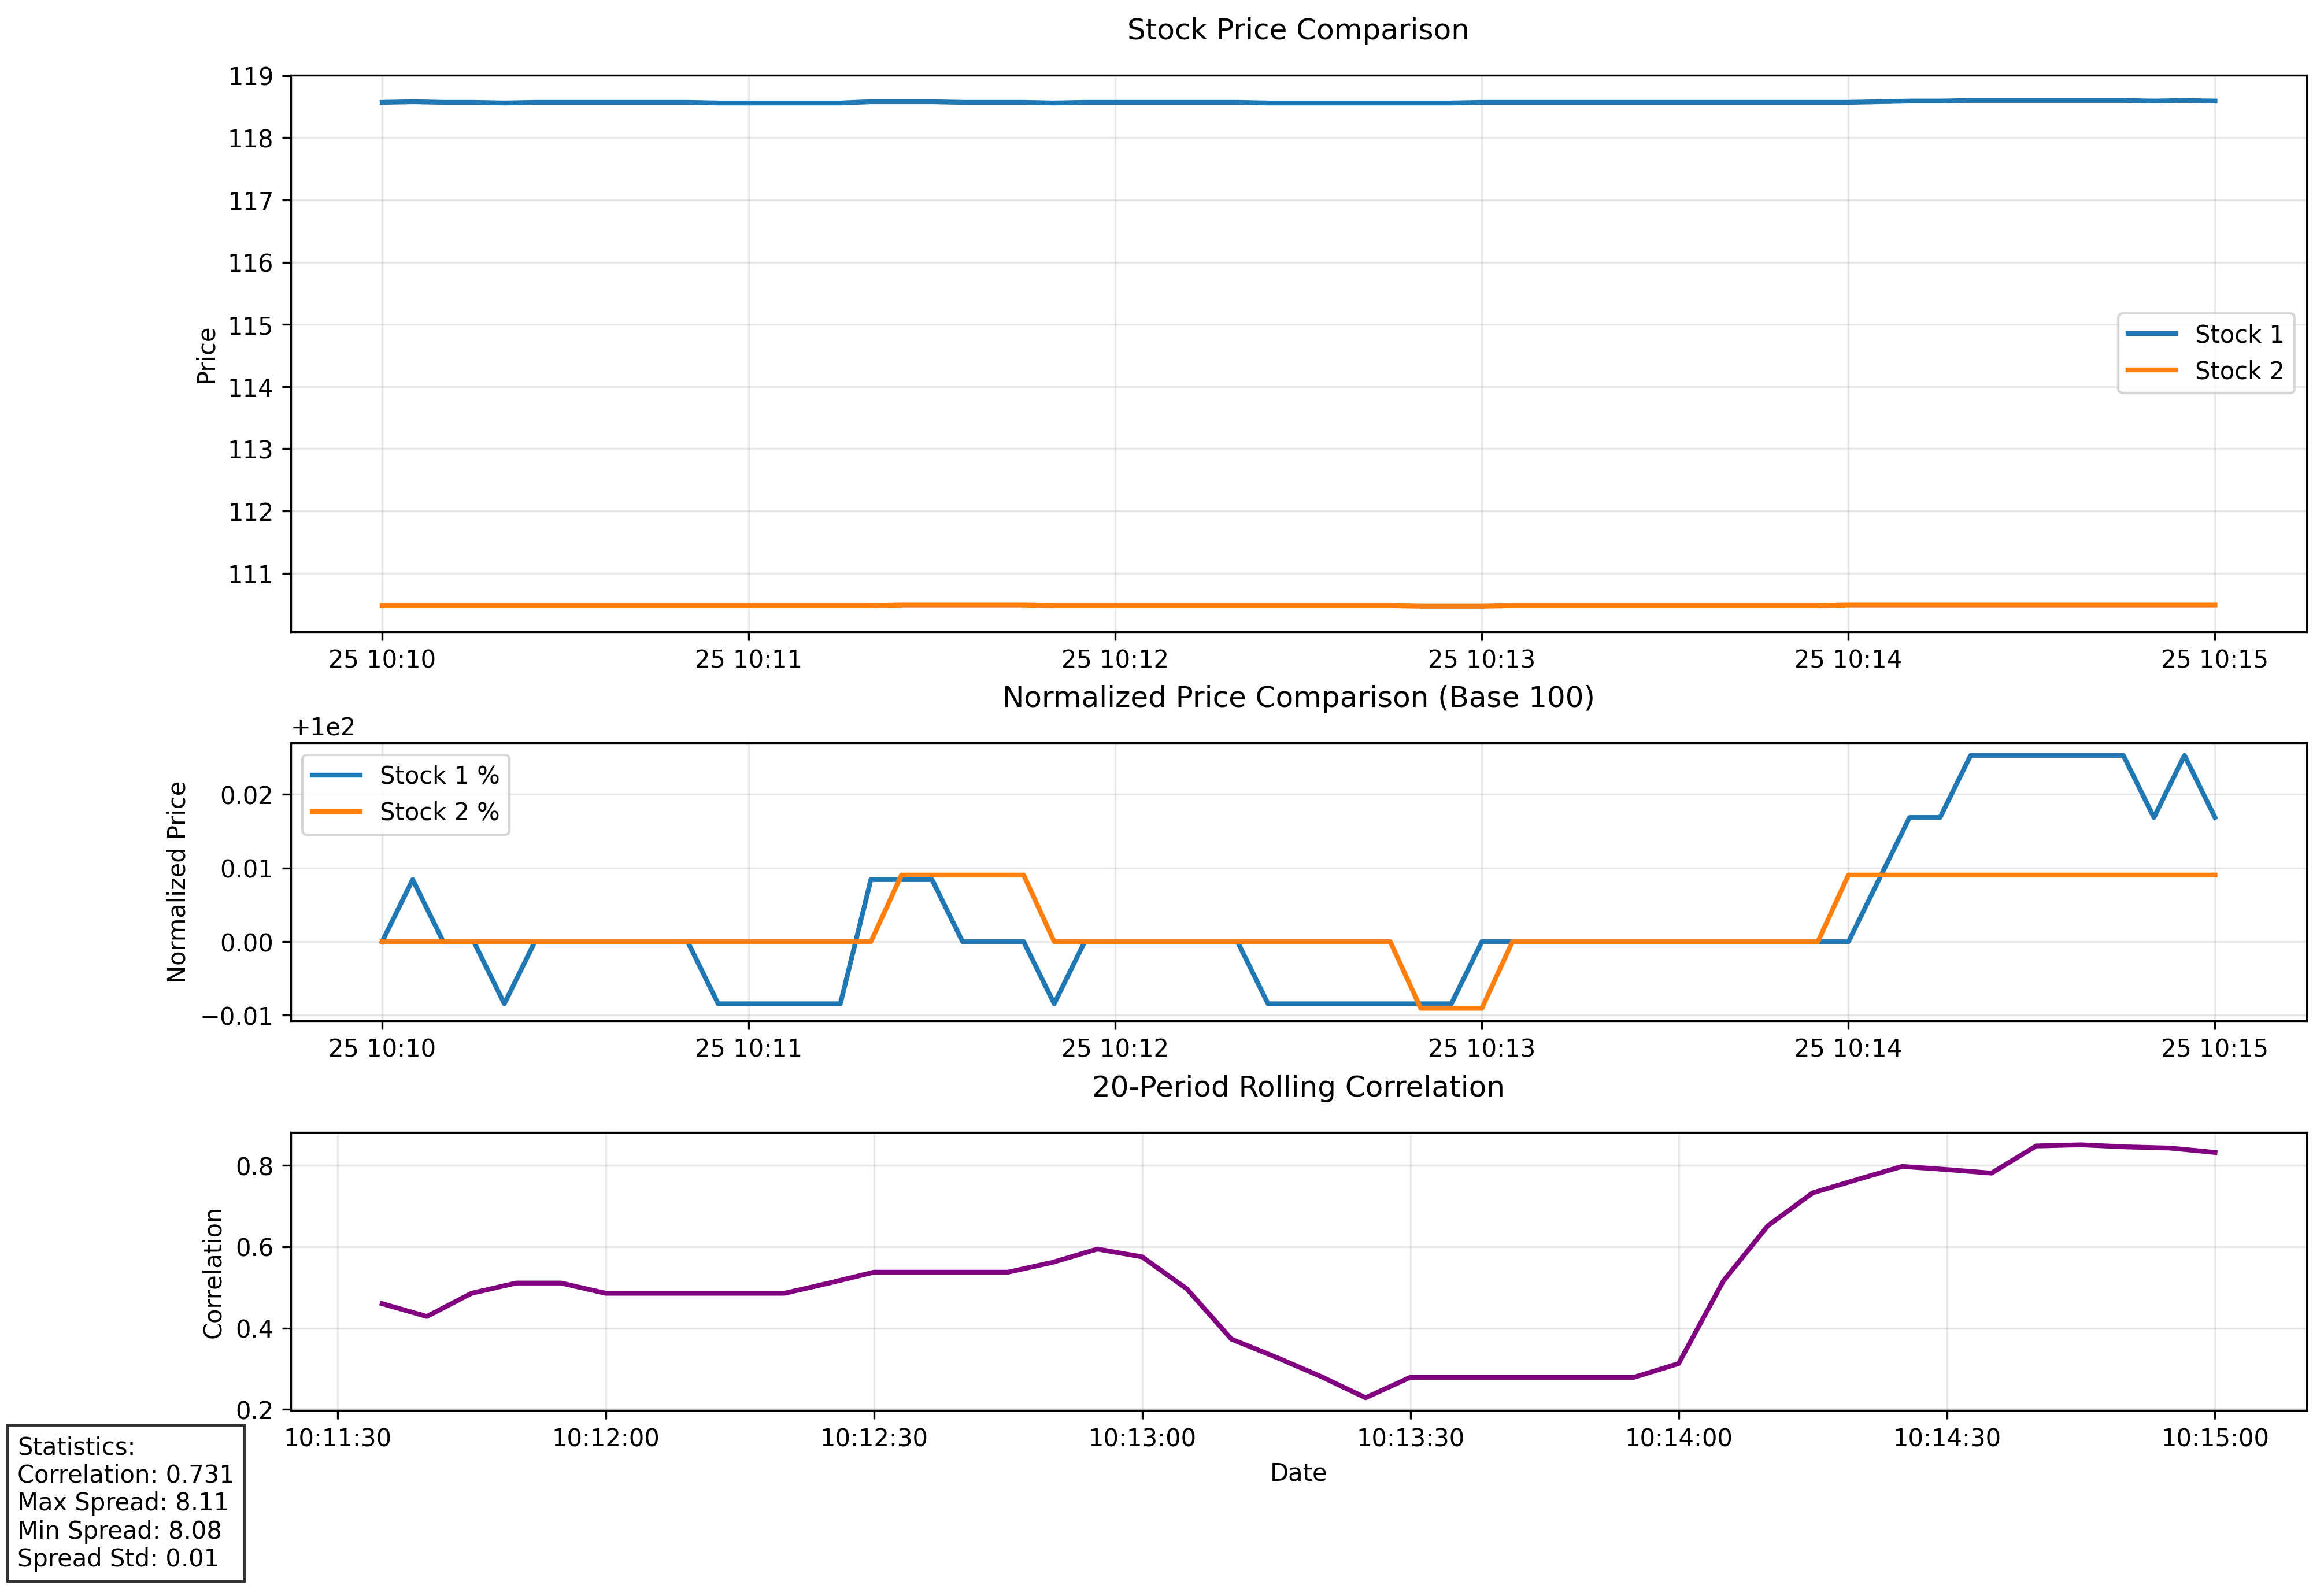 Stock Price Comparison
119
118
117
116
115
114
113
112
111
Price
Stock 1
Stock 2
25 10:10
25 10:11
25 10:12
25 10:13
25 10:14
25 10:15
Normalized Price Comparison (Base 100)
+1e2
Stock 1 %
Stock 2 %
0.02
0.01
0.00
−0.01
Normalized Price
25 10:10
25 10:11
25 10:12
25 10:13
25 10:14
25 10:15
20-Period Rolling Correlation
0.8
0.6
0.4
0.2
Correlation
10:11:30
10:12:00
10:12:30
10:13:00
10:13:30
10:14:00
10:14:30
10:15:00
Date
Statistics:
Correlation: 0.731
Max Spread: 8.11
Min Spread: 8.08
Spread Std: 0.01